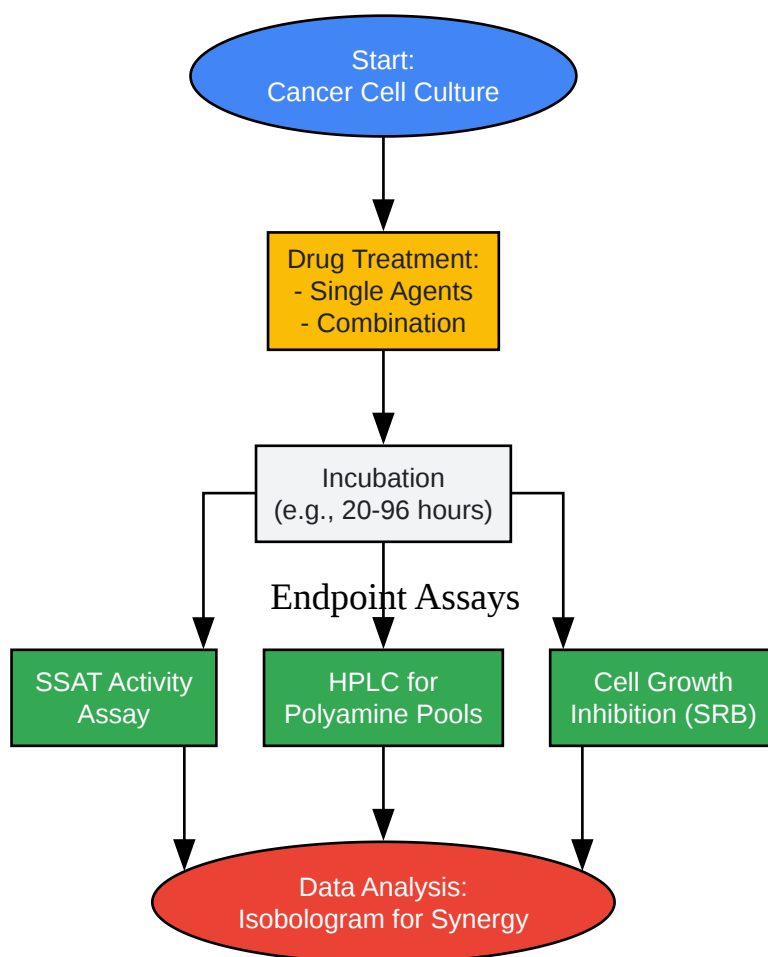 Start:
Cancer Cell Culture
Drug Treatment:
- Single Agents
- Combination
Incubation
(e.g., 20-96 hours)
Endpoint Assays
SSAT Activity
Assay
HPLC for
Polyamine Pools
Cell Growth
Inhibition (SRB)
Data Analysis:
Isobologram for Synergy